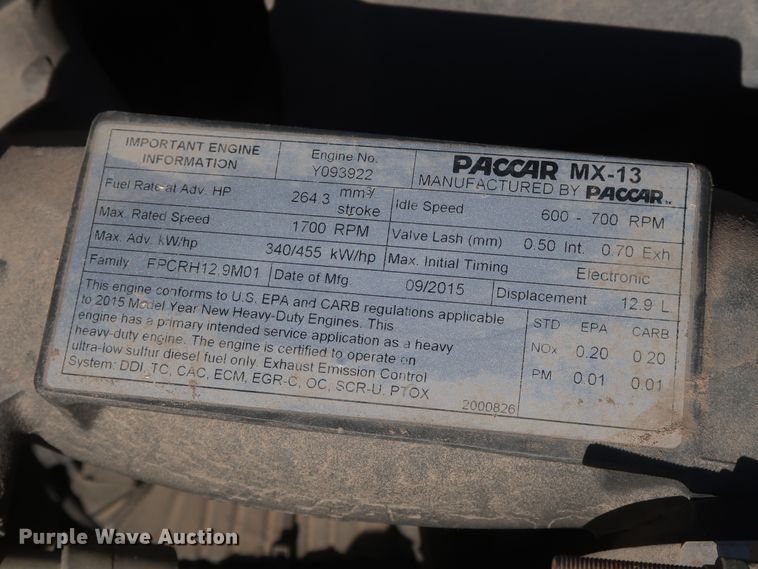 IMPORTANT ENGINE
INFORMATION
Engine No.
Y093922
PACCAR MX-13
MANUFACTURED BY PACCAR
Fuel Rate at Adv. HP 264.3 mm³/stroke
Idle Speed 600 - 700 RPM
Max. Rated Speed 1700 RPM
Valve Lash (mm) 0.50 Int. 0.70 Exh
Max. Adv. kW/hp 340/455 kW/hp
Max. Initial Timing Electronic
Family FPCRH12.9M01
Date of Mfg 09/2015
Displacement 12.9 L
This engine conforms to U.S. EPA and CARB regulations applicable
to 2015 Model Year New Heavy-Duty Engines. This
engine has a primary intended service application as a heavy
heavy-duty engine. The engine is certified to operate on
ultra-low sulfur diesel fuel only. Exhaust Emission Control
System: DDI, TC, CAC, ECM, EGR-C, OC, SCR-U, PTOX
STD EPA CARB
NOx 0.20 0.20
PM 0.01 0.01
2000826
Purple Wave Auction